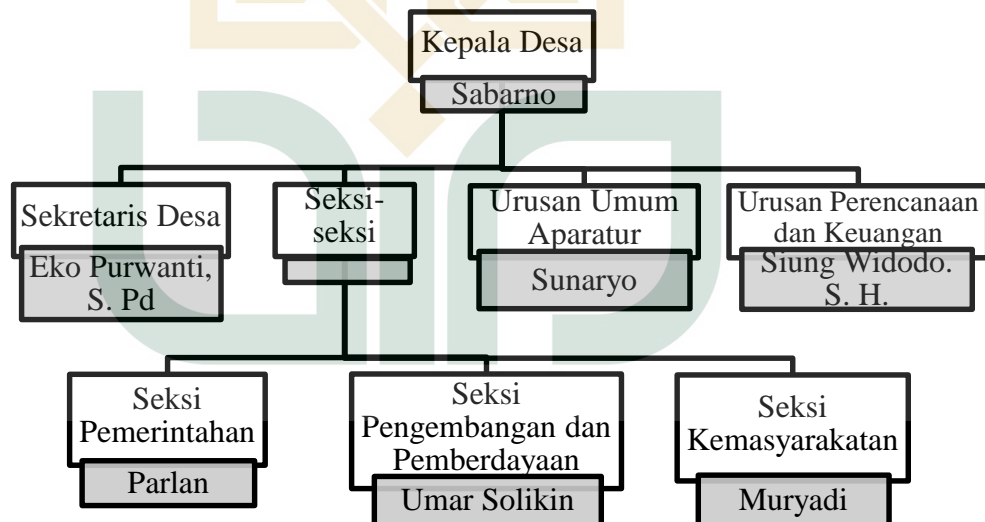 Kepala Desa
Sabarno
Sekretaris Desa
Eko Purwanti,
S. Pd
Seksi-
seksi
Urusan Umum
Aparatur
Sunaryo
Urusan Perencanaan
dan Keuangan
Siung Widodo.
S. H.
Seksi
Pemerintahan
Parlan
Seksi
Pengembangan dan
Pemberdayaan
Umar Solikin
Seksi
Kemasyarakatan
Muryadi